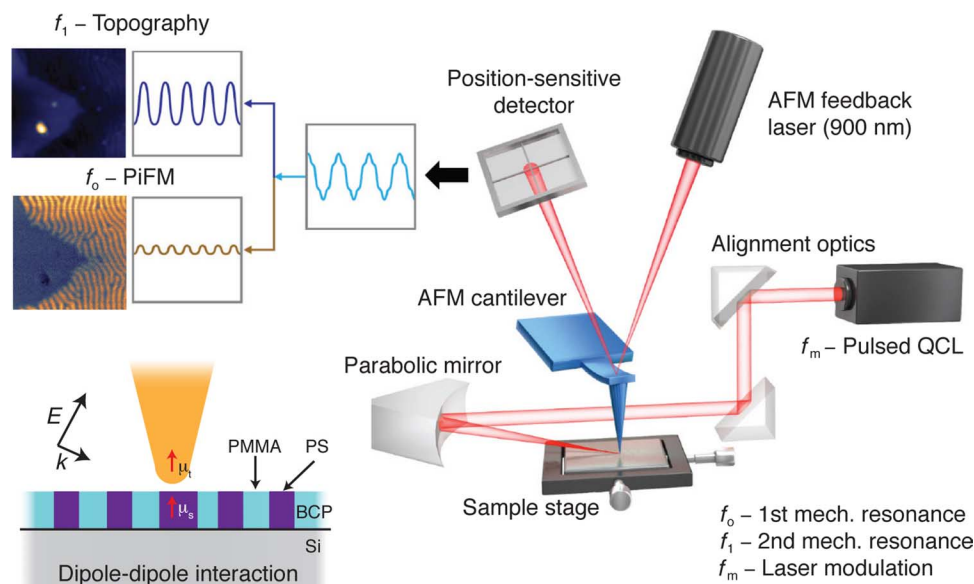 f₁ – Topography
Position-sensitive
detector
AFM feedback
laser (900 nm)
fₒ – PiFM
Alignment optics
AFM cantilever
fₘ – Pulsed QCL
Parabolic mirror
E
k
PMMA
PS
μₜ
μₛ
BCP
Si
Dipole-dipole interaction
Sample stage
fₒ - 1st mech. resonance
f₁ - 2nd mech. resonance
fₘ – Laser modulation